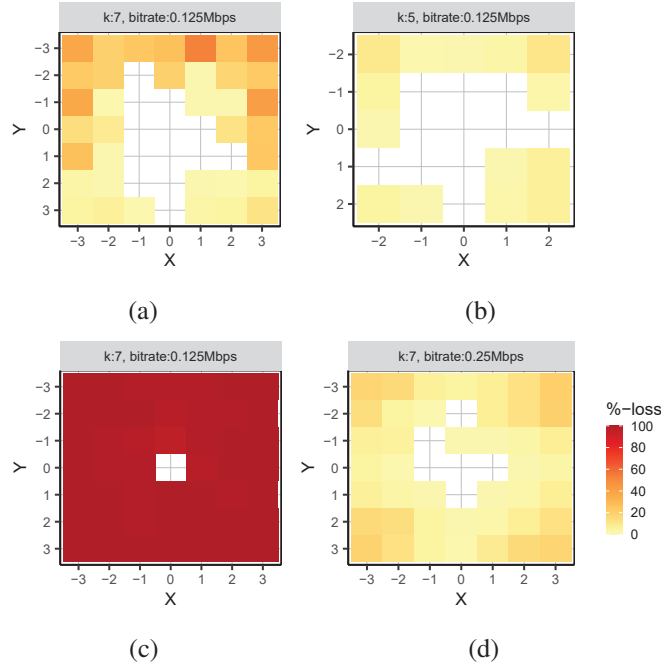 k:7, bitrate:0.125Mbps
−3
−2
−1
0
1
2
3
Y
−3 −2 −1 0 1 2 3
X
(a)
k:5, bitrate:0.125Mbps
−2
−1
0
1
2
Y
−2 −1 0 1 2
X
(b)
k:7, bitrate:0.125Mbps
−3
−2
−1
0
1
2
3
Y
−3 −2 −1 0 1 2 3
X
(c)
k:7, bitrate:0.25Mbps
−3
−2
−1
0
1
2
3
Y
−3 −2 −1 0 1 2 3
X
(d)
%−loss
100
80
60
40
20
0